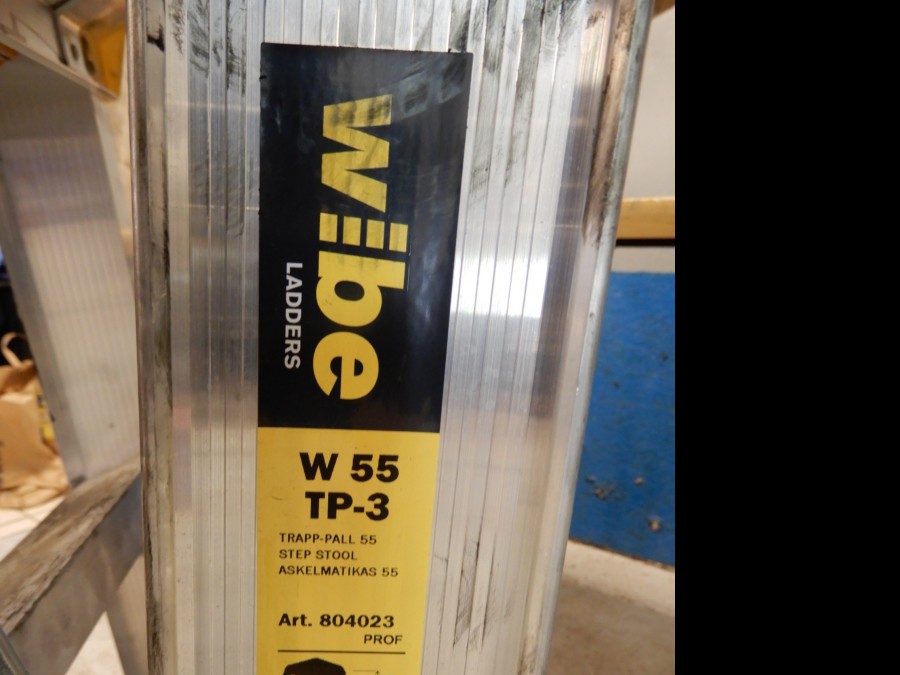 wibe
LADDERS
W 55
TP-3
TRAPP-PALL 55
STEP STOOL
ASKELMATIKAS 55
Art. 804023
PROF